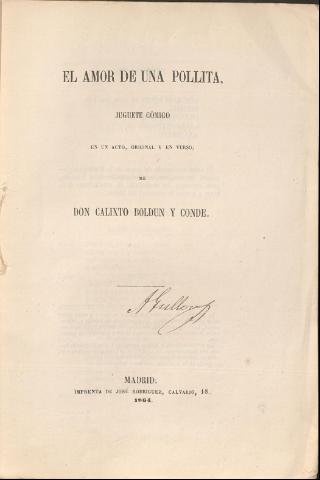 EL AMOR DE UNA POLLITA,
JUGUETE CÓMICO
EN UN ACTO, ORIGINAL Y EN VERSO,
DE
DON CALIXTO BOLDUN Y CONDE.
MADRID.
IMPRENTA DE JOSÉ RODRIGUEZ, CALVARIO, 18.
1864.